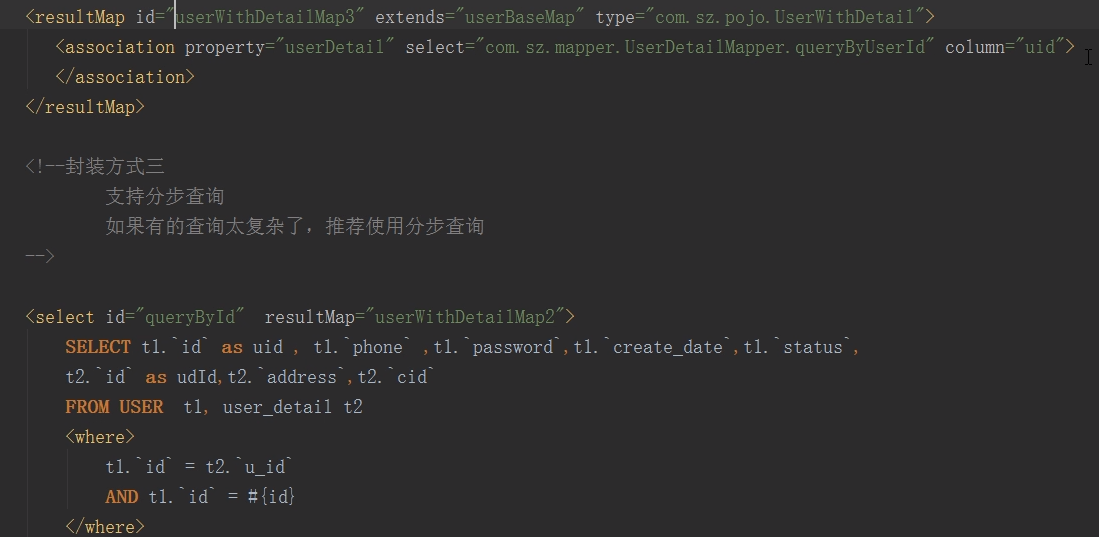 <resultMap id="userWithDetailMap3" extends="userBaseMap" type="com.sz.pojo.UserWithDetail">
<association property="userDetail" select="com.sz.mapper.UserDetailMapper.queryByUserId" column="uid">
</association>
</resultMap>
<!--封装方式三
支持分步查询
如果有的查询太复杂了，推荐使用分步查询
-->
<select id="queryById" resultMap="userWithDetailMap2">
SELECT t1.`id` as uid , t1.`phone` ,t1.`password`,t1.`create_date`,t1.`status`,
t2.`id` as udId,t2.`address`,t2.`cid`
FROM USER t1, user_detail t2
<where>
t1.`id` = t2.`u_id`
AND t1.`id` = #{id}
</where>